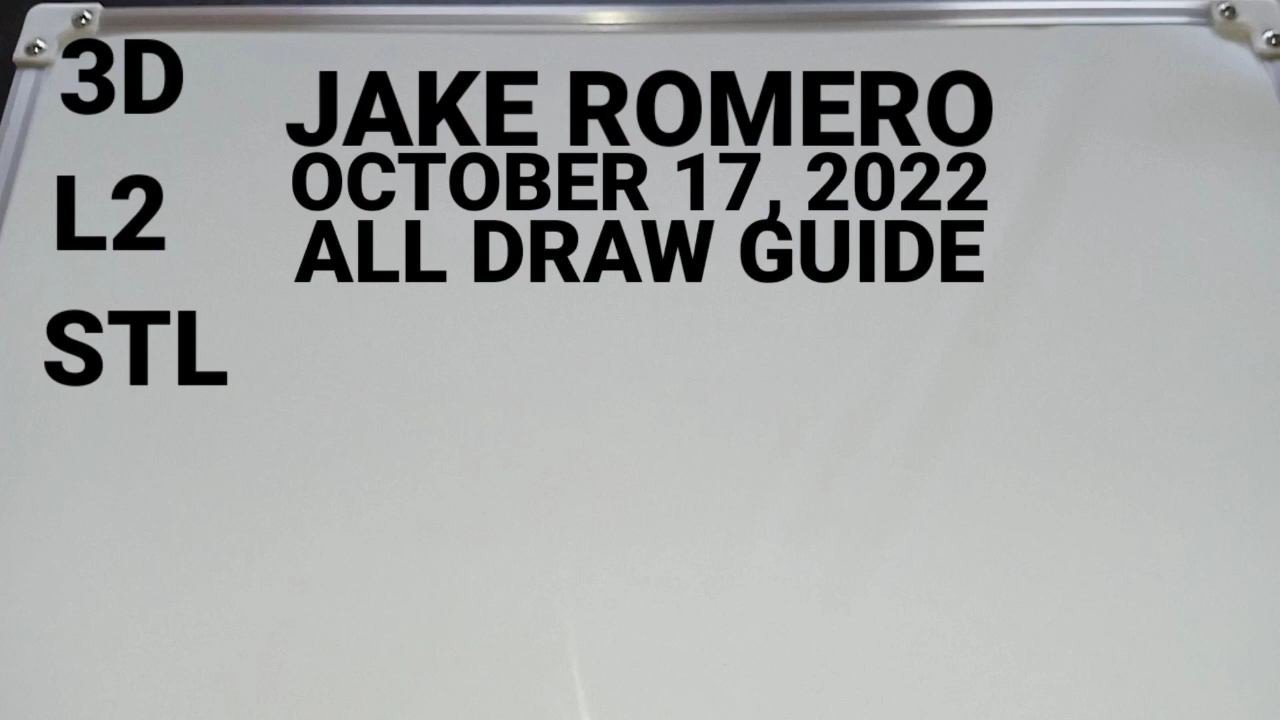 3D
JAKE ROMERO
OCTOBER 17, 2022
L2
ALL DRAW GUIDE
STL